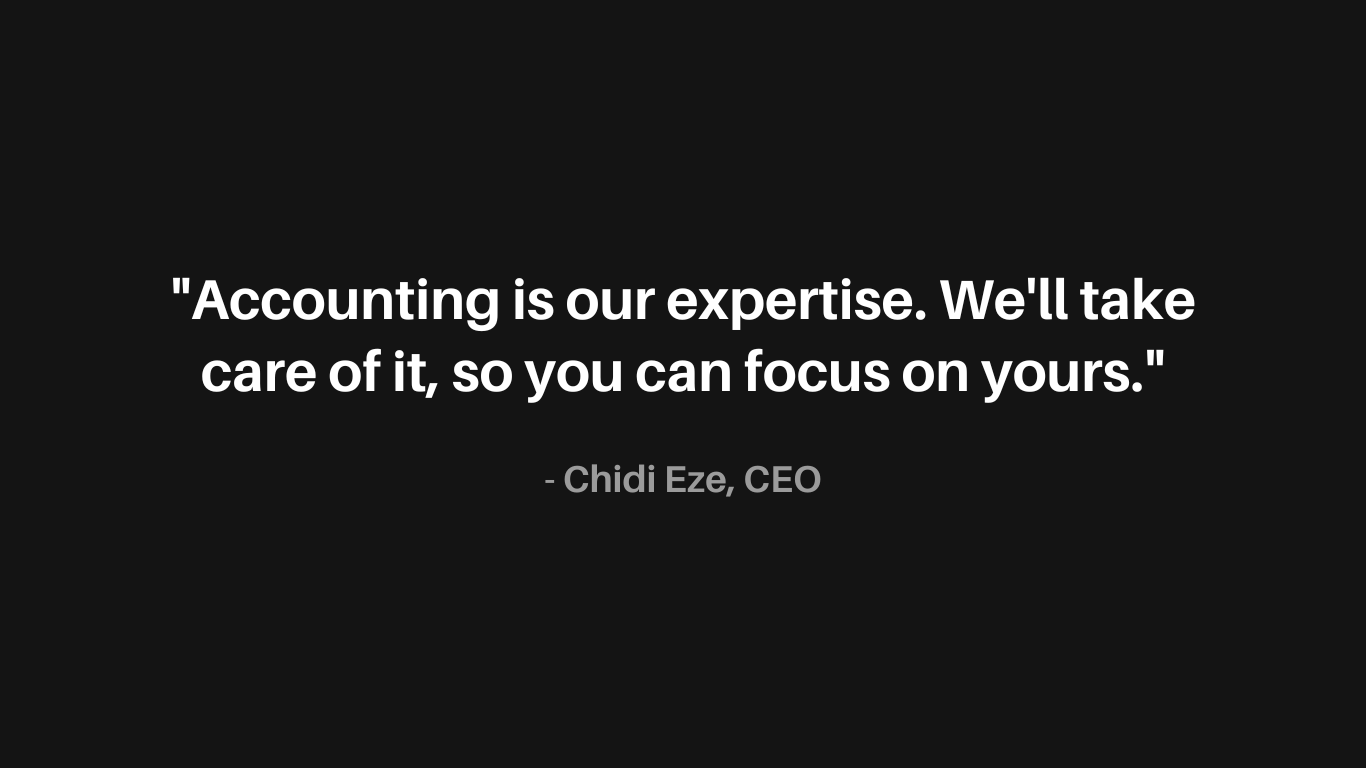 "Accounting is our expertise. We'll take
care of it, so you can focus on yours."
- Chidi Eze, CEO